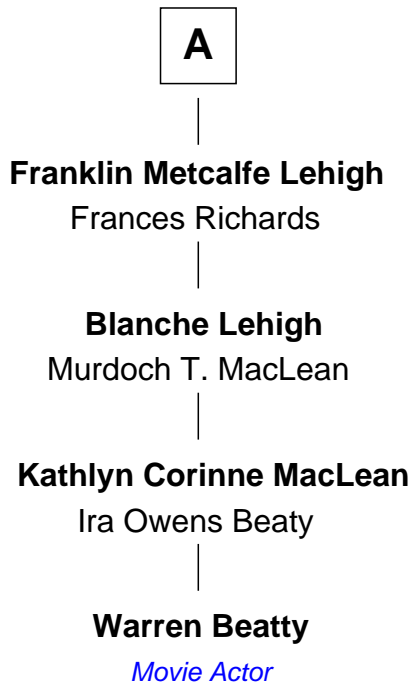 A
Franklin Metcalfe Lehigh
Frances Richards
Blanche Lehigh
Murdoch T. MacLean
Kathlyn Corinne MacLean
Ira Owens Beaty
Warren Beatty
Movie Actor